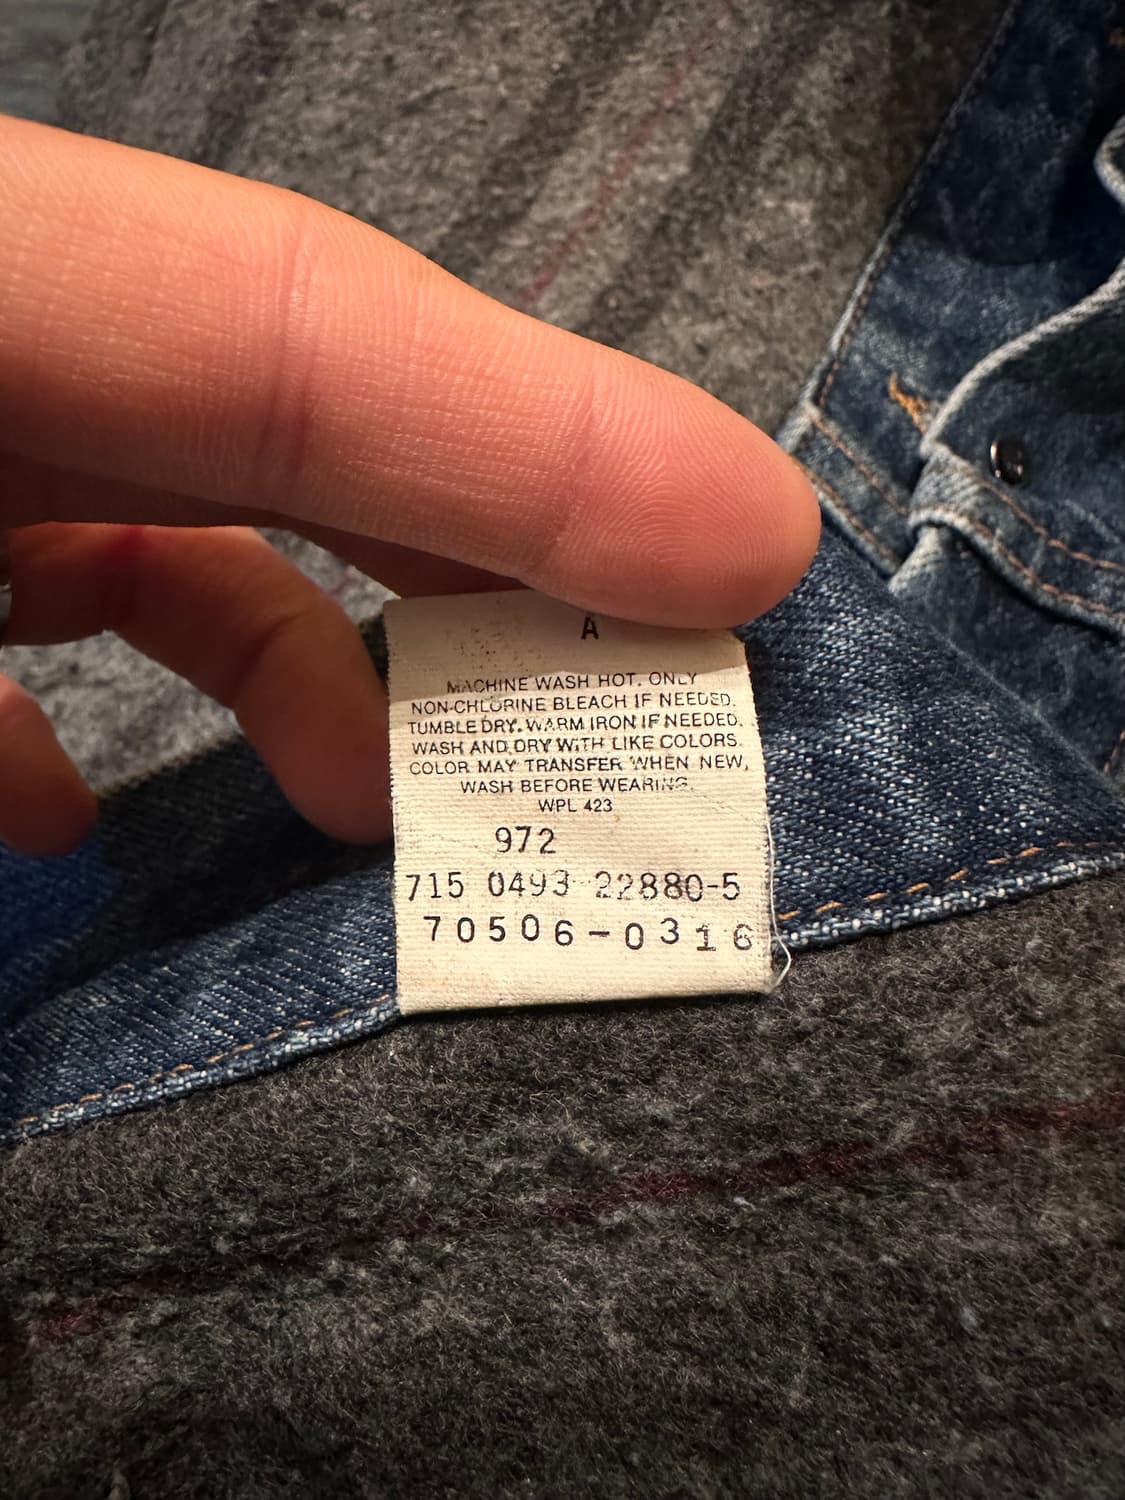 A
MACHINE WASH HOT. ONLY
NON-CHLORINE BLEACH IF NEEDED.
TUMBLE DRY. WARM IRON IF NEEDED.
WASH AND DRY WITH LIKE COLORS.
COLOR MAY TRANSFER WHEN NEW,
WASH BEFORE WEARING.
WPL 423
972
715 0493 22880-5
70506-0316